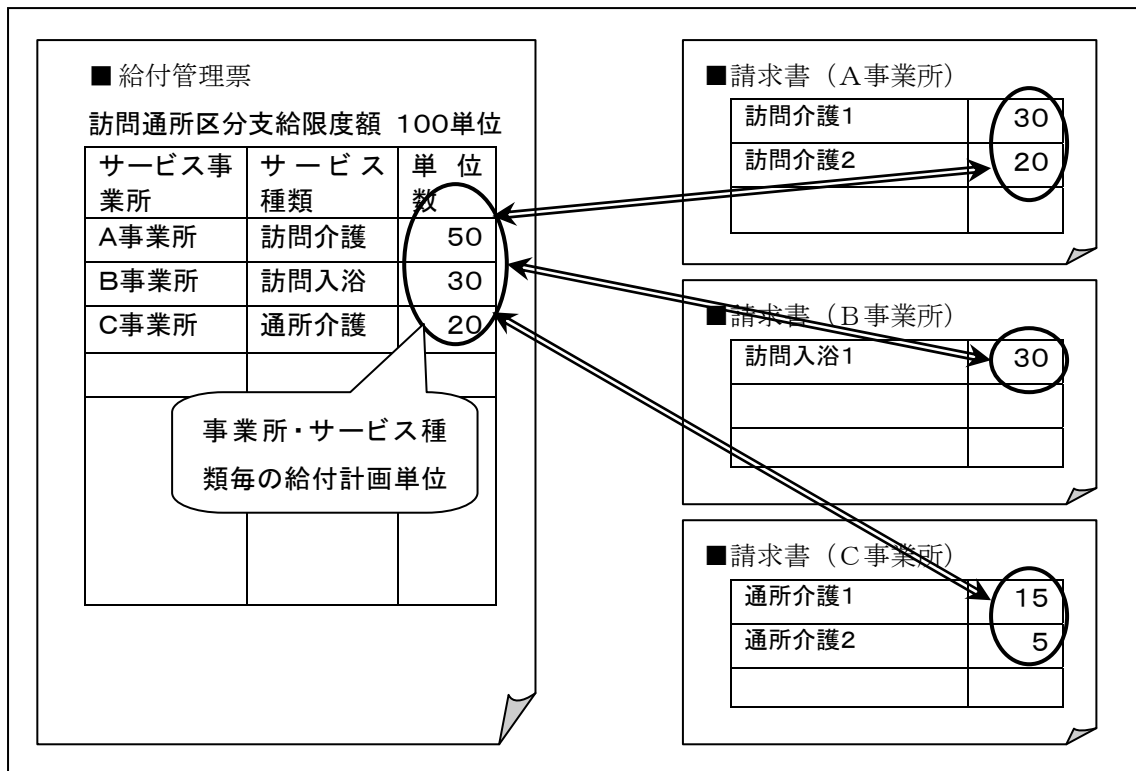 ■給付管理票
訪問通所区分支給限度額 100単位
サービス事業所 サービス種類 単位数
A事業所 訪問介護 50
B事業所 訪問入浴 30
C事業所 通所介護 20
事業所・サービス種
類毎の給付計画単位
■請求書（A事業所）
訪問介護1 30
訪問介護2 20
■請求書（B事業所）
訪問入浴1 30
■請求書（C事業所）
通所介護1 15
通所介護2 5